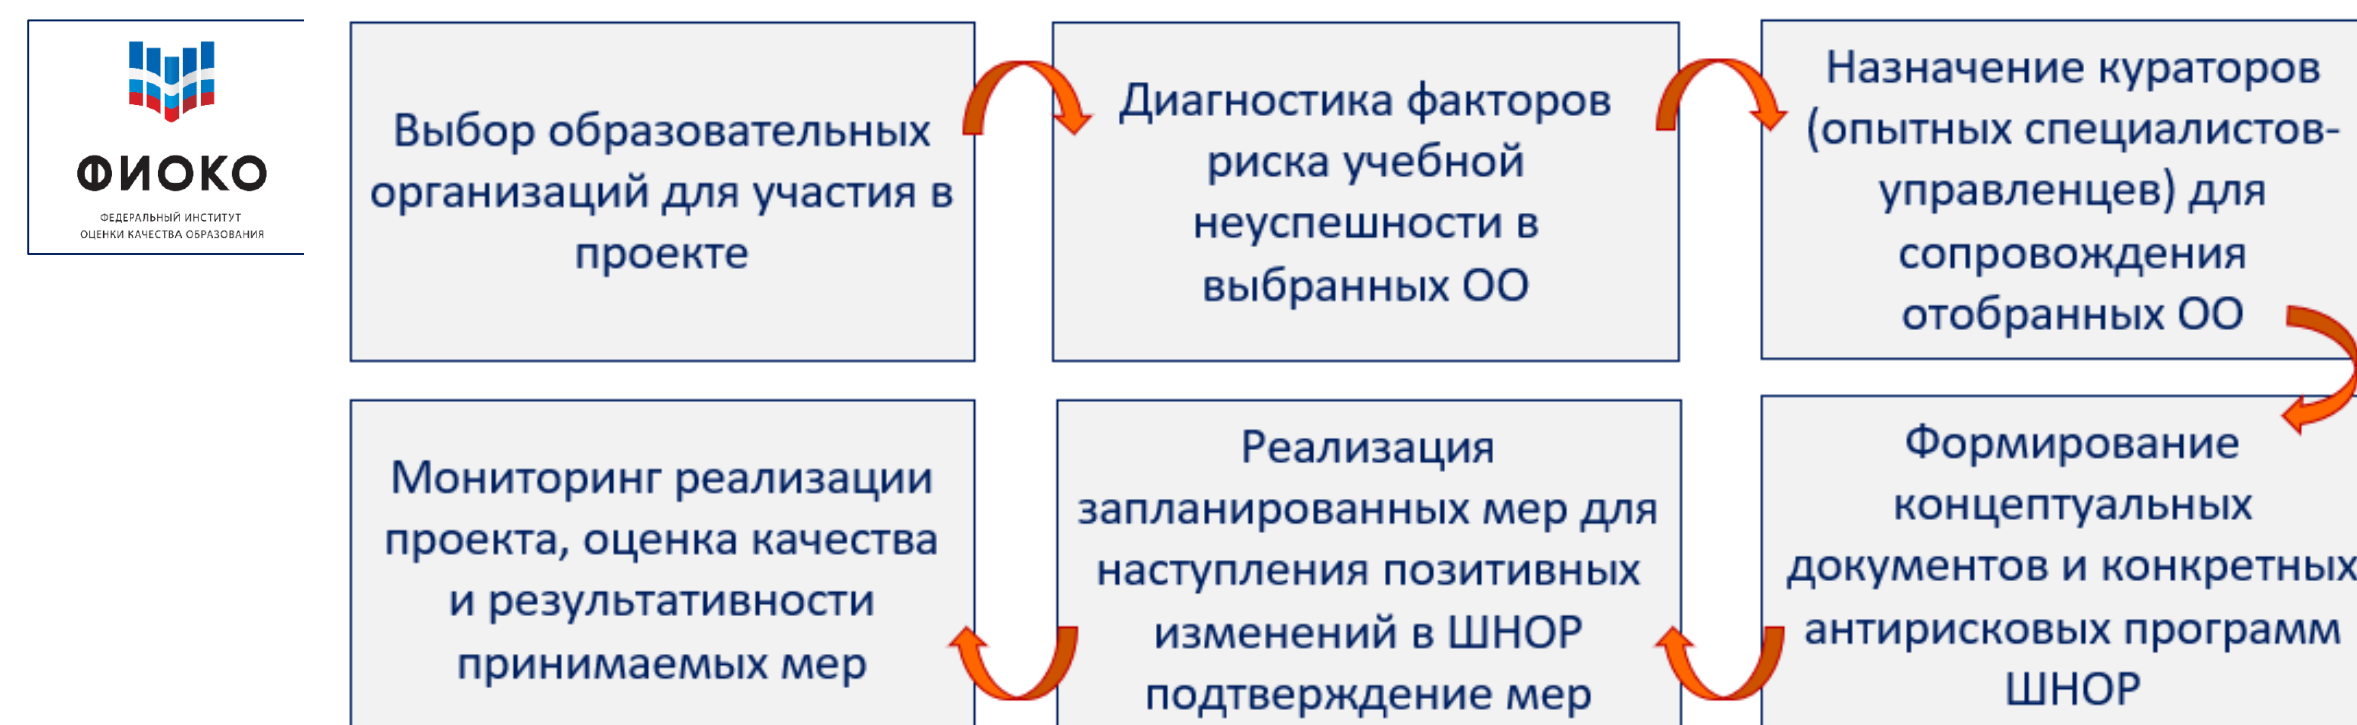 ФИОКО
ФЕДЕРАЛЬНЫЙ ИНСТИТУТ
ОЦЕНКИ КАЧЕСТВА ОБРАЗОВАНИЯ
Выбор образовательных
организаций для участия в
проекте
Диагностика факторов
риска учебной
неуспешности в
выбранных ОО
Назначение кураторов
(опытных специалистов-
управленцев) для
сопровождения
отобранных ОО
Формирование
концептуальных
документов и конкретных
антирисковых программ
ШНОР
Реализация
запланированных мер для
наступления позитивных
изменений в ШНОР
подтверждение мер
Мониторинг реализации
проекта, оценка качества
и результативности
принимаемых мер